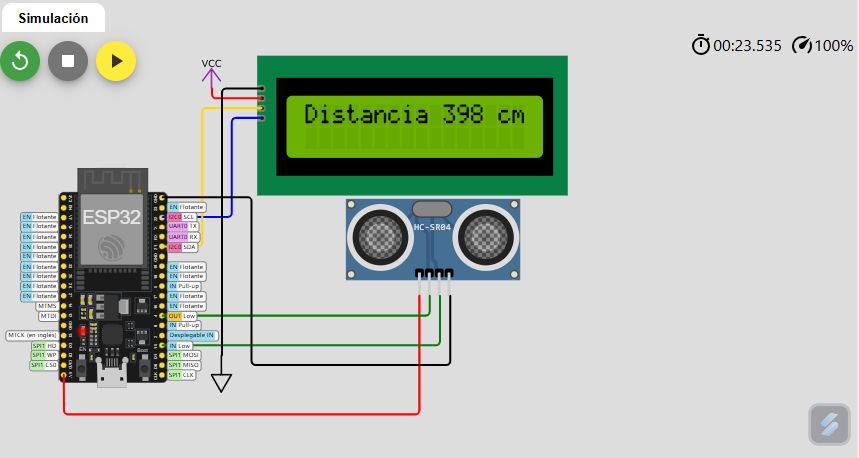 Simulación
00:23.535
100%
VCC
Distancia 398 cm
ESP32
HC-SR04
EN Flotante
EN Flotante
EN Flotante
EN Flotante
EN Flotante
EN Flotante
EN Flotante
EN Flotante
EN Flotante
MTMS
MTDI
MTCK (en inglés)
SPI1 HD
SPI1 WP
SPI1 CS0
EN Flotante
I2C0 SCL
UART0 TX
UART0 RX
I2C0 SDA
EN Flotante
EN Flotante
IN Pull-up
EN Flotante
EN Flotante
OUT Low
IN Pull-up
Desplegable IN
IN Low
SPI1 MOSI
SPI1 MISO
SPI1 CLK